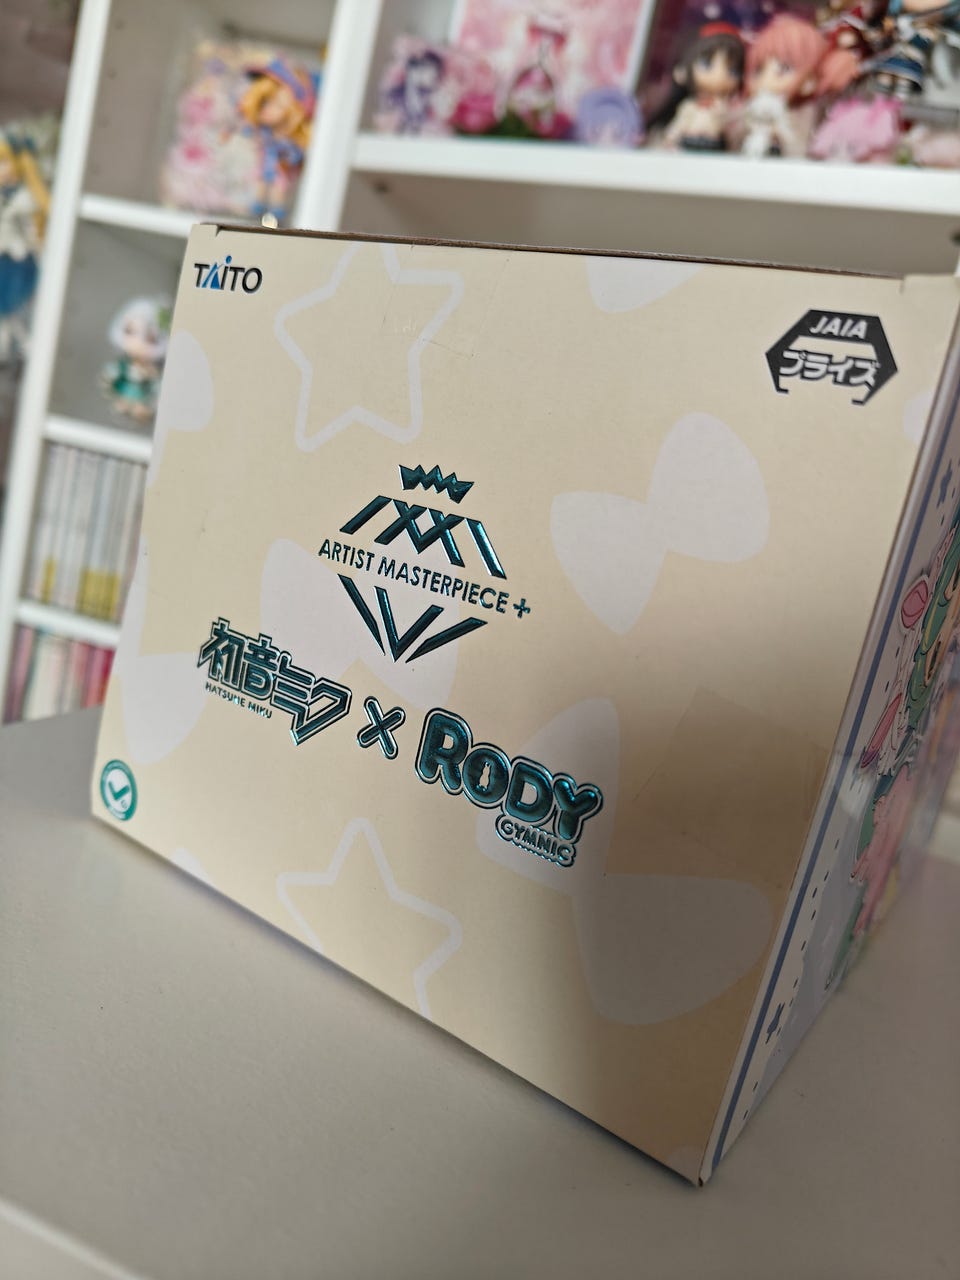 TAITO
JAIA
プライズ
ARTIST MASTERPIECE +
初音ミク
HATSUNE MIKU
×
RODY
GYMNIC